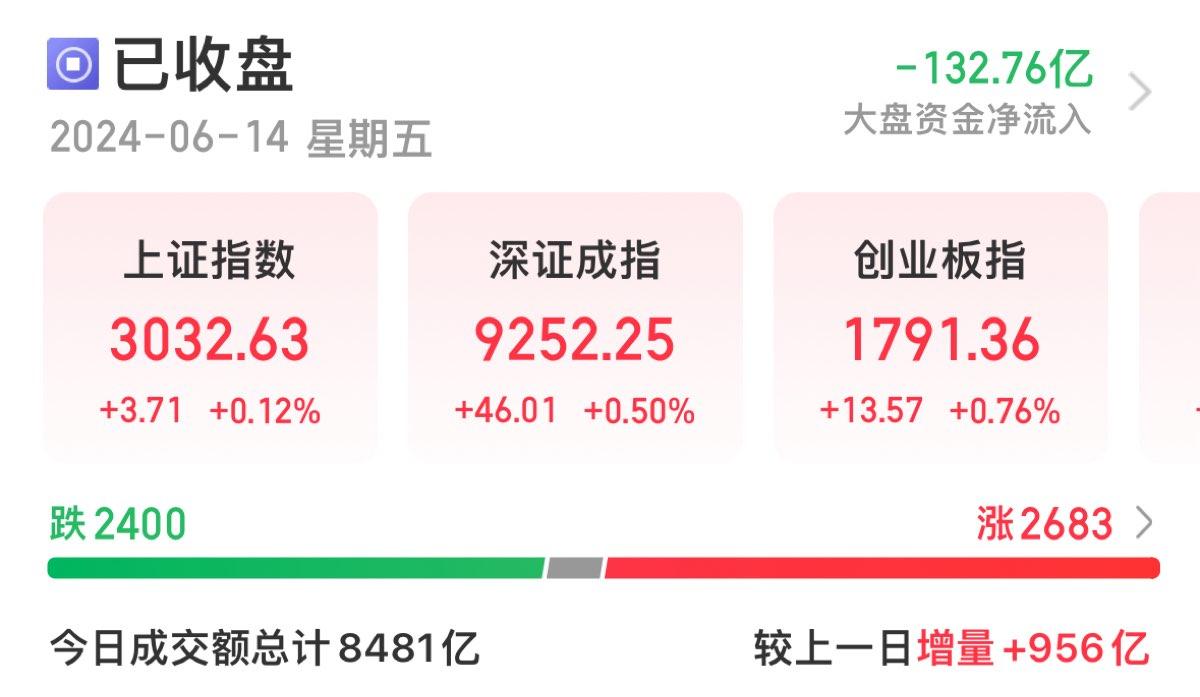 已收盘
-132.76亿
2024-06-14 星期五
大盘资金净流入
上证指数
3032.63
+3.71 +0.12%
深证成指
9252.25
+46.01 +0.50%
创业板指
1791.36
+13.57 +0.76%
跌2400
涨2683
今日成交额总计8481亿
较上一日增量+956亿